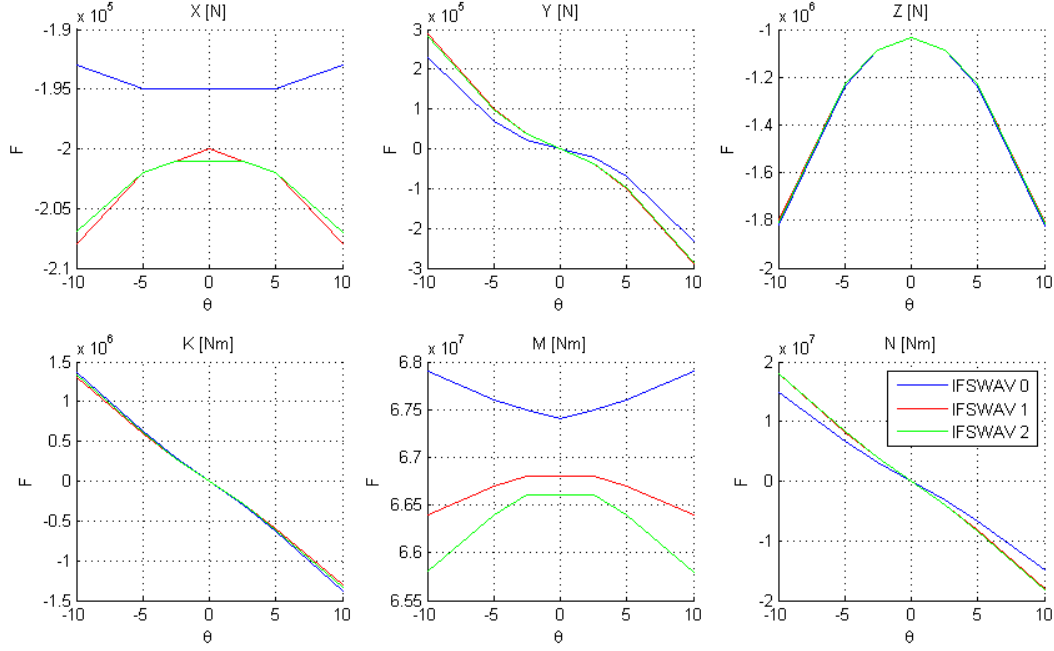 X [N]
x 10^5
-1.9
-1.95
-2
-2.05
-2.1
F
-10 -5 0 5 10
θ
Y [N]
x 10^5
3
2
1
0
-1
-2
-3
F
-10 -5 0 5 10
θ
Z [N]
x 10^6
-1
-1.2
-1.4
-1.6
-1.8
-2
F
-10 -5 0 5 10
θ
K [Nm]
x 10^6
1.5
1
0.5
0
-0.5
-1
-1.5
F
-10 -5 0 5 10
θ
M [Nm]
x 10^7
6.8
6.75
6.7
6.65
6.6
6.55
F
-10 -5 0 5 10
θ
N [Nm]
x 10^7
2
1
0
-1
-2
F
-10 -5 0 5 10
θ
IFSWAV 0
IFSWAV 1
IFSWAV 2